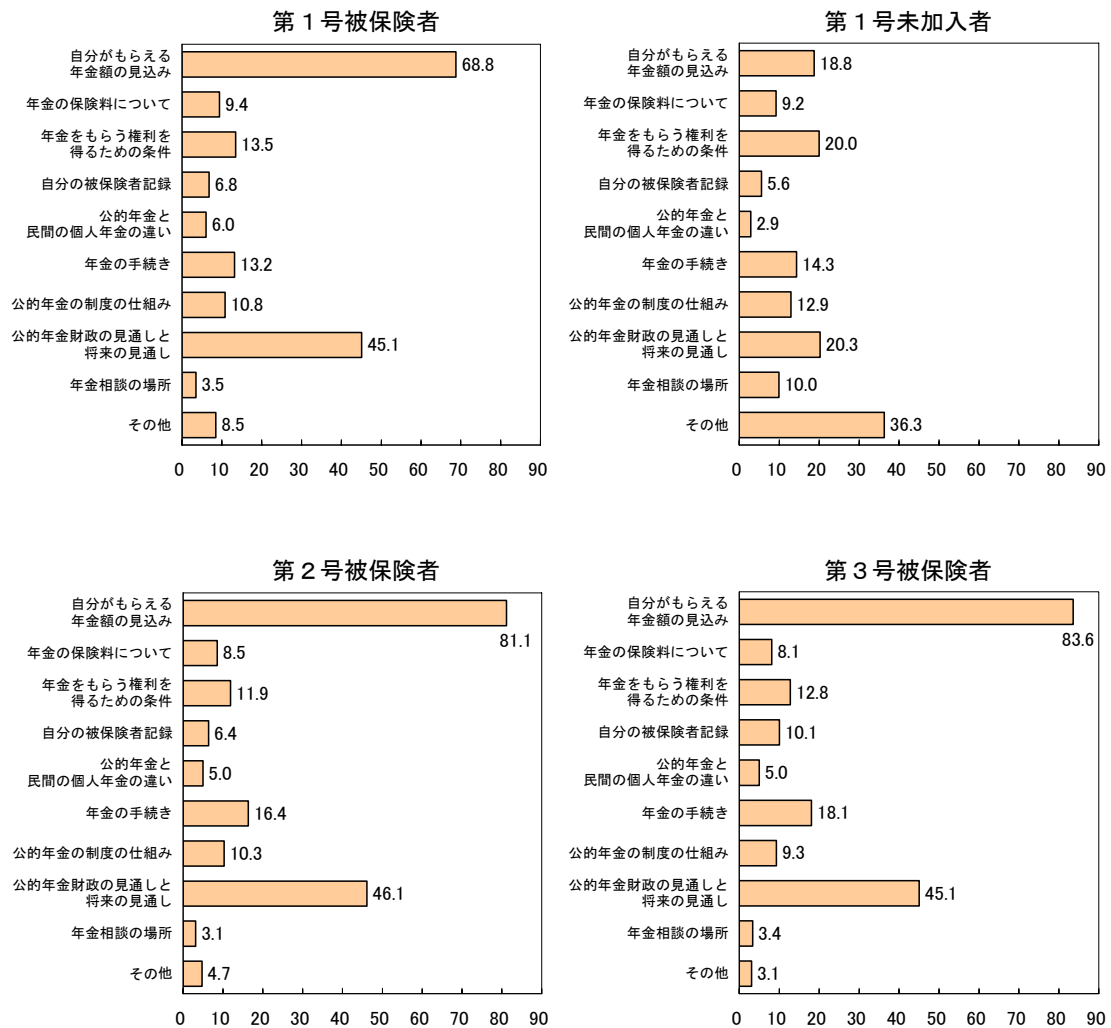 第１号被保険者
自分がもらえる
年金額の見込み
68.8
年金の保険料について
9.4
年金をもらう権利を
得るための条件
13.5
自分の被保険者記録
6.8
公的年金と
民間の個人年金の違い
6.0
年金の手続き
13.2
公的年金の制度の仕組み
10.8
公的年金財政の見通しと
将来の見通し
45.1
年金相談の場所
3.5
その他
8.5
0 10 20 30 40 50 60 70 80 90
第１号未加入者
自分がもらえる
年金額の見込み
18.8
年金の保険料について
9.2
年金をもらう権利を
得るための条件
20.0
自分の被保険者記録
5.6
公的年金と
民間の個人年金の違い
2.9
年金の手続き
14.3
公的年金の制度の仕組み
12.9
公的年金財政の見通しと
将来の見通し
20.3
年金相談の場所
10.0
その他
36.3
0 10 20 30 40 50 60 70 80 90
第２号被保険者
自分がもらえる
年金額の見込み
81.1
年金の保険料について
8.5
年金をもらう権利を
得るための条件
11.9
自分の被保険者記録
6.4
公的年金と
民間の個人年金の違い
5.0
年金の手続き
16.4
公的年金の制度の仕組み
10.3
公的年金財政の見通しと
将来の見通し
46.1
年金相談の場所
3.1
その他
4.7
0 10 20 30 40 50 60 70 80 90
第３号被保険者
自分がもらえる
年金額の見込み
83.6
年金の保険料について
8.1
年金をもらう権利を
得るための条件
12.8
自分の被保険者記録
10.1
公的年金と
民間の個人年金の違い
5.0
年金の手続き
18.1
公的年金の制度の仕組み
9.3
公的年金財政の見通しと
将来の見通し
45.1
年金相談の場所
3.4
その他
3.1
0 10 20 30 40 50 60 70 80 90